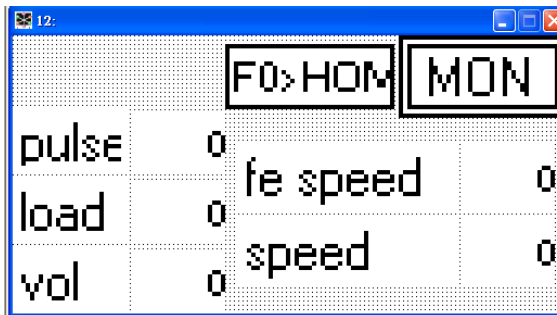 12:
F0>HOM MON
pulse 0
fe speed 0
load 0
speed 0
vol 0